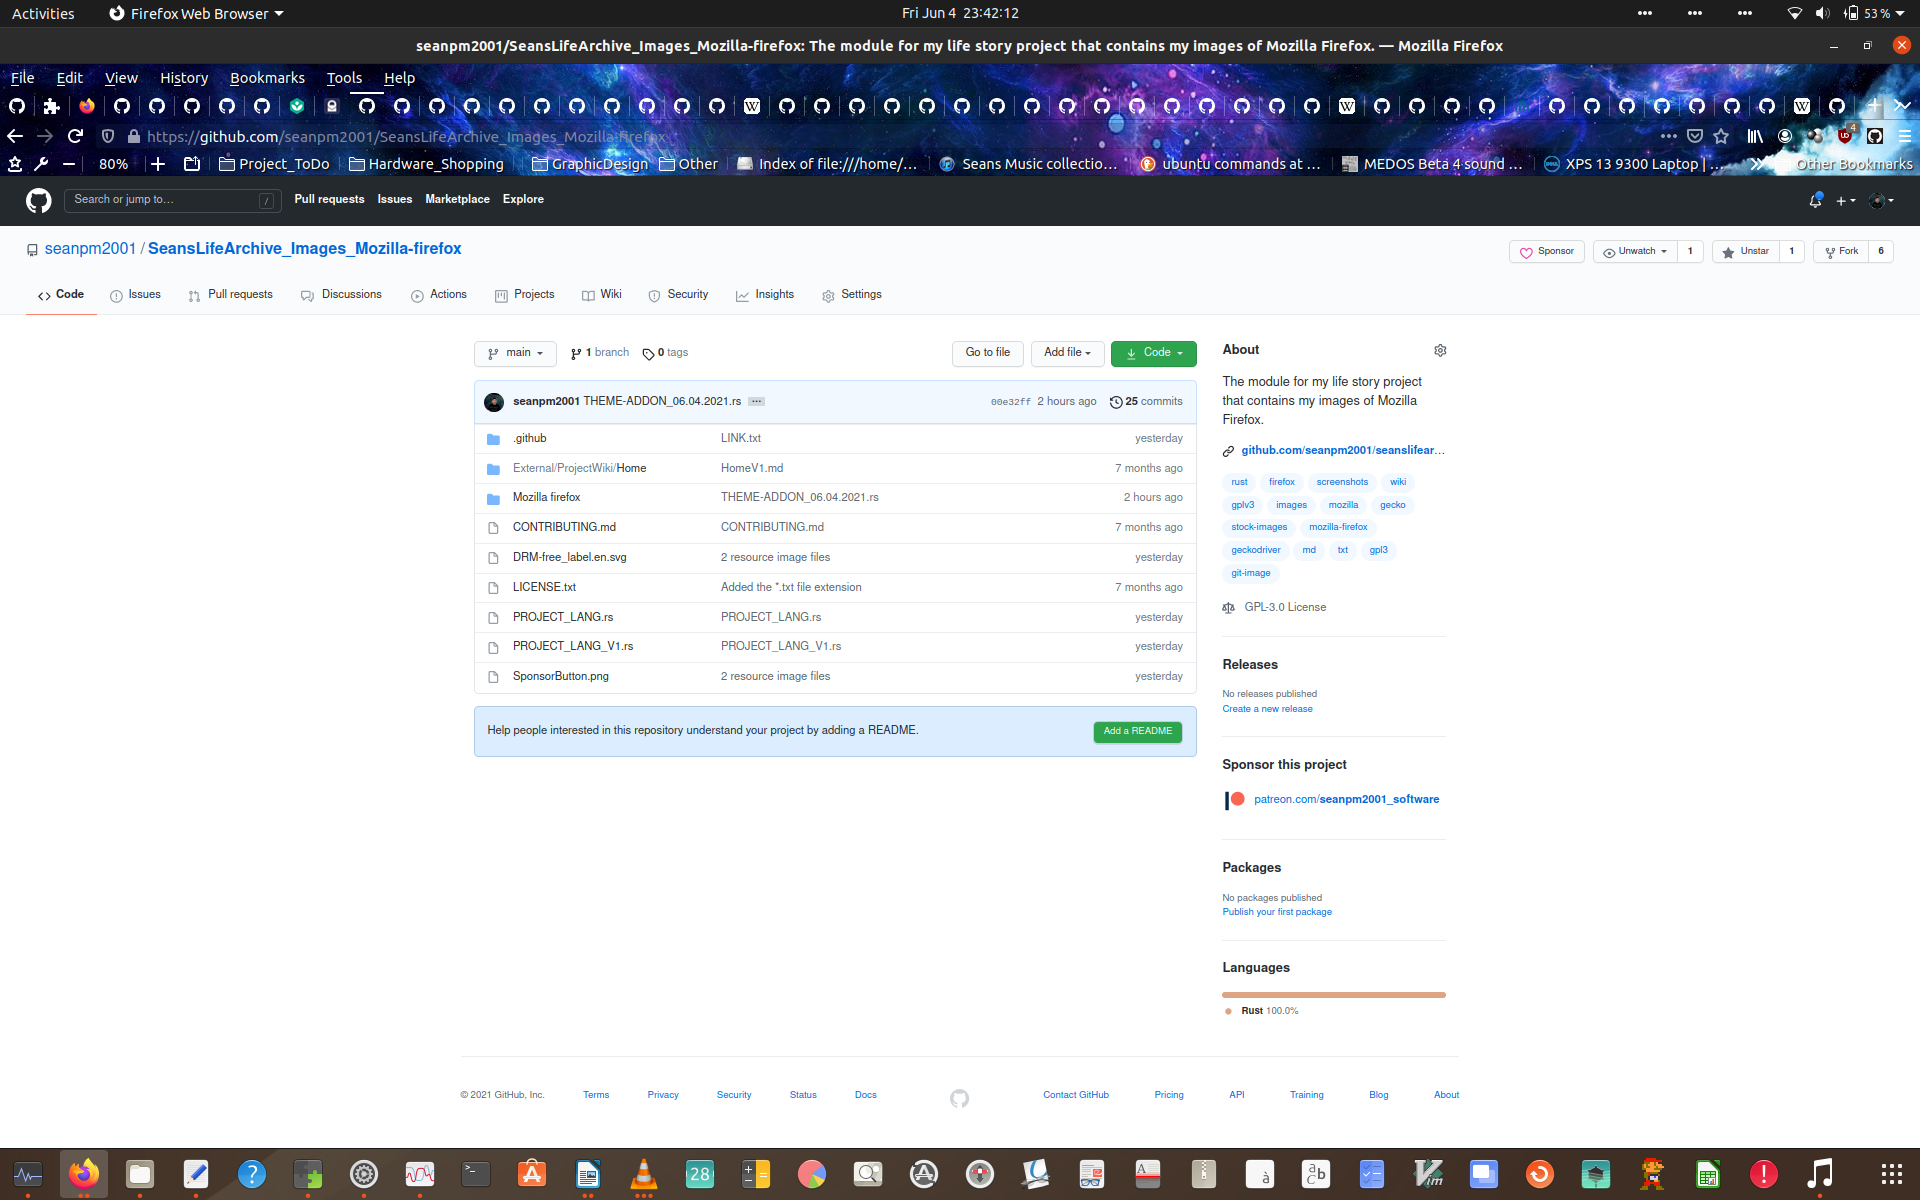 Activities Firefox Web Browser Fri Jun 4 23:42:12 53 %
seanpm2001/SeansLifeArchive_Images_Mozilla-firefox: The module for my life story project that contains my images of Mozilla Firefox. — Mozilla Firefox
File Edit View History Bookmarks Tools Help
https://github.com/seanpm2001/SeansLifeArchive_Images_Mozilla-firefox 4
80% Project_ToDo Hardware_Shopping GraphicDesign Other Index of file:///home/… Seans Music collectio… ubuntu commands at … MEDOS Beta 4 sound … XPS 13 9300 Laptop | … Other Bookmarks
Search or jump to… / Pull requests Issues Marketplace Explore
seanpm2001 / SeansLifeArchive_Images_Mozilla-firefox Sponsor Unwatch 1 Unstar 1 Fork 6
Code Issues Pull requests Discussions Actions Projects Wiki Security Insights Settings
main 1 branch 0 tags Go to file Add file Code
seanpm2001 THEME-ADDON_06.04.2021.rs ... 00e32ff 2 hours ago 25 commits
.github LINK.txt yesterday
External/ProjectWiki/Home HomeV1.md 7 months ago
Mozilla firefox THEME-ADDON_06.04.2021.rs 2 hours ago
CONTRIBUTING.md CONTRIBUTING.md 7 months ago
DRM-free_label.en.svg 2 resource image files yesterday
LICENSE.txt Added the *.txt file extension 7 months ago
PROJECT_LANG.rs PROJECT_LANG.rs yesterday
PROJECT_LANG_V1.rs PROJECT_LANG_V1.rs yesterday
SponsorButton.png 2 resource image files yesterday
Help people interested in this repository understand your project by adding a README. Add a README
About
The module for my life story project
that contains my images of Mozilla
Firefox.
github.com/seanpm2001/seanslifear...
rust firefox screenshots wiki
gplv3 images mozilla gecko
stock-images mozilla-firefox
geckodriver md txt gpl3
git-image
GPL-3.0 License
Releases
No releases published
Create a new release
Sponsor this project
patreon.com/seanpm2001_software
Packages
No packages published
Publish your first package
Languages
Rust 100.0%
© 2021 GitHub, Inc. Terms Privacy Security Status Docs Contact GitHub Pricing API Training Blog About
28